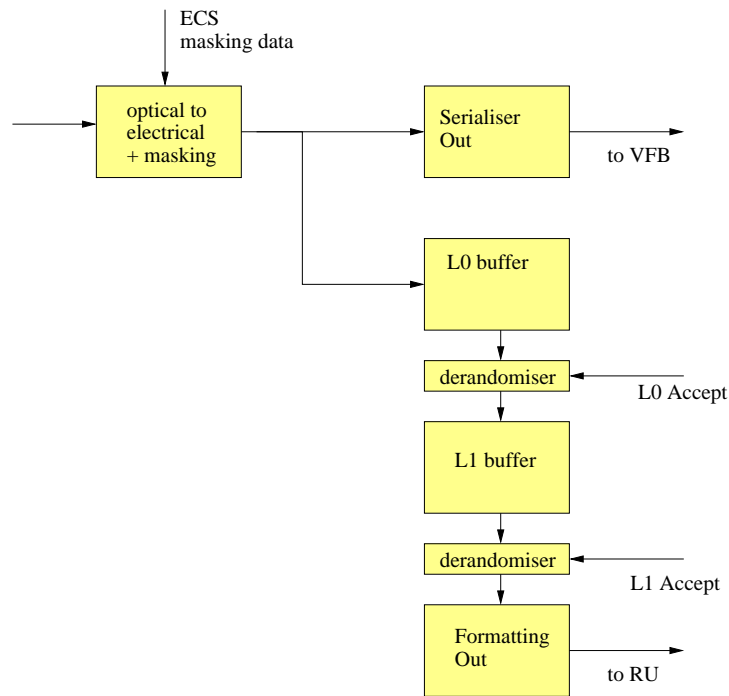 ECS
masking data
optical to
electrical
+ masking
Serialiser
Out
to VFB
L0 buffer
derandomiser
L0 Accept
L1 buffer
derandomiser
L1 Accept
Formatting
Out
to RU